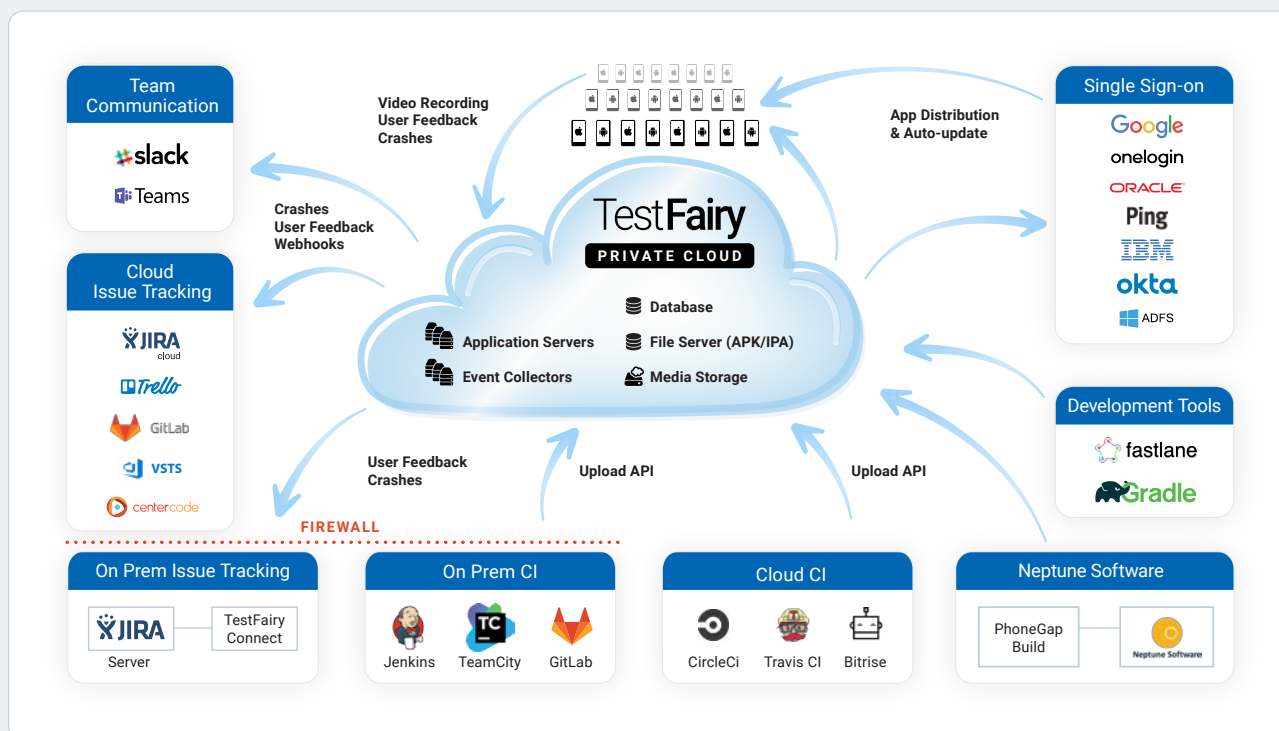 Team
Communication
slack
Teams
Cloud
Issue Tracking
JIRA
cloud
Trello
GitLab
VSTS
centercode
Video Recording
User Feedback
Crashes
Crashes
User Feedback
Webhooks
TestFairy
PRIVATE CLOUD
Database
Application Servers
File Server (APK/IPA)
Event Collectors
Media Storage
App Distribution
& Auto-update
Single Sign-on
Google
onelogin
ORACLE
Ping
IBM
okta
ADFS
Development Tools
fastlane
Gradle
User Feedback
Crashes
Upload API
Upload API
FIREWALL
On Prem Issue Tracking
JIRA
Server
TestFairy
Connect
On Prem CI
TC
Jenkins
TeamCity
GitLab
Cloud CI
CircleCi
Travis CI
Bitrise
Neptune Software
PhoneGap
Build
Neptune Software